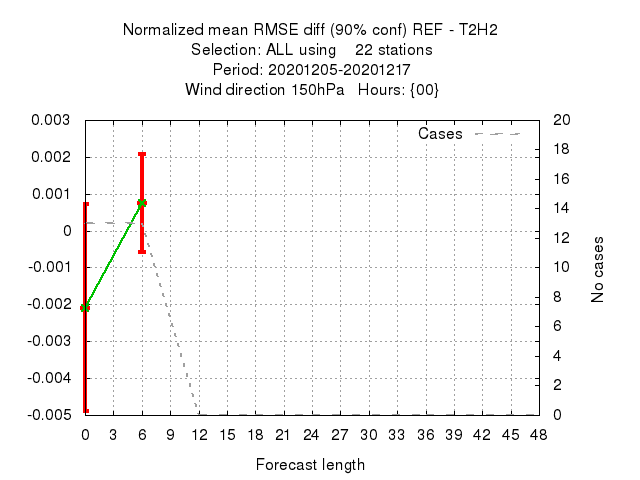 Normalized mean RMSE diff (90% conf) REF - T2H2
Selection: ALL using    22 stations
Period: 20201205-20201217
Wind direction 150hPa   Hours: {00}
Cases
0.003
0.002
0.001
0
-0.001
-0.002
-0.003
-0.004
-0.005
20
18
16
14
12
10
8
6
4
2
0
No cases
0 3 6 9 12 15 18 21 24 27 30 33 36 39 42 45 48
Forecast length